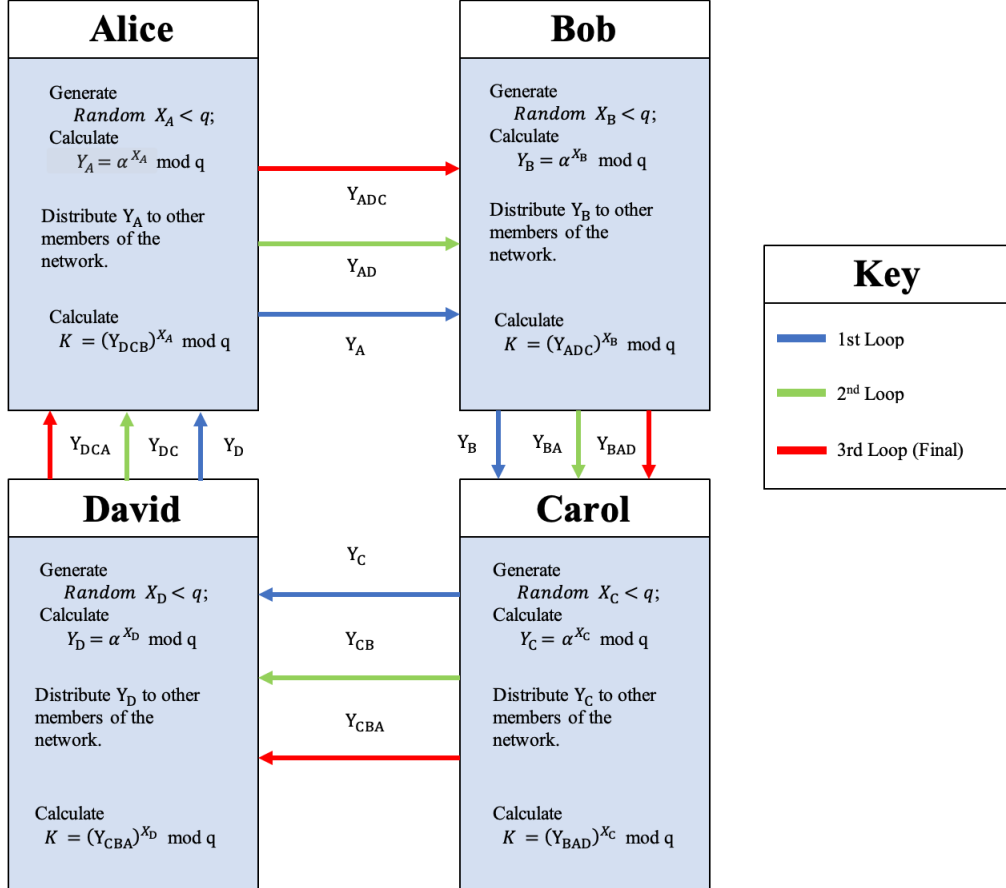 Alice
Generate
Random X_A < q;
Calculate
Y_A = α^{X_A} mod q
Distribute Y_A to other
members of the
network.
Calculate
K = (Y_DCB)^{X_A} mod q
Bob
Generate
Random X_B < q;
Calculate
Y_B = α^{X_B} mod q
Distribute Y_B to other
members of the
network.
Calculate
K = (Y_ADC)^{X_B} mod q
Y_ADC
Y_AD
Y_A
Key
1st Loop
2nd Loop
3rd Loop (Final)
Y_DCA
Y_DC
Y_D
Y_B
Y_BA
Y_BAD
David
Generate
Random X_D < q;
Calculate
Y_D = α^{X_D} mod q
Distribute Y_D to other
members of the
network.
Calculate
K = (Y_CBA)^{X_D} mod q
Y_C
Y_CB
Y_CBA
Carol
Generate
Random X_C < q;
Calculate
Y_C = α^{X_C} mod q
Distribute Y_C to other
members of the
network.
Calculate
K = (Y_BAD)^{X_C} mod q